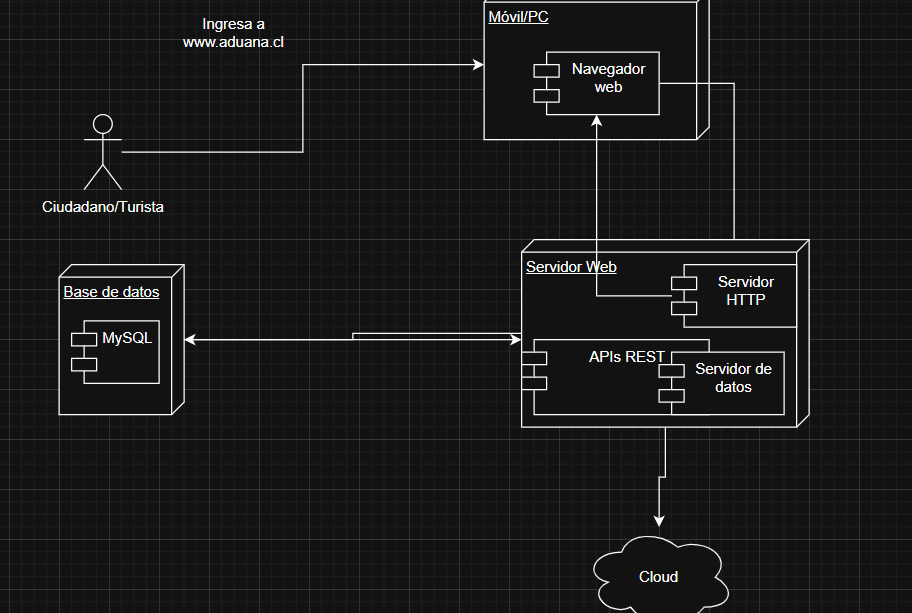 Ingresa a
www.aduana.cl
Móvil/PC
Navegador
web
Ciudadano/Turista
Base de datos
MySQL
Servidor Web
Servidor
HTTP
APIs REST
Servidor de
datos
Cloud